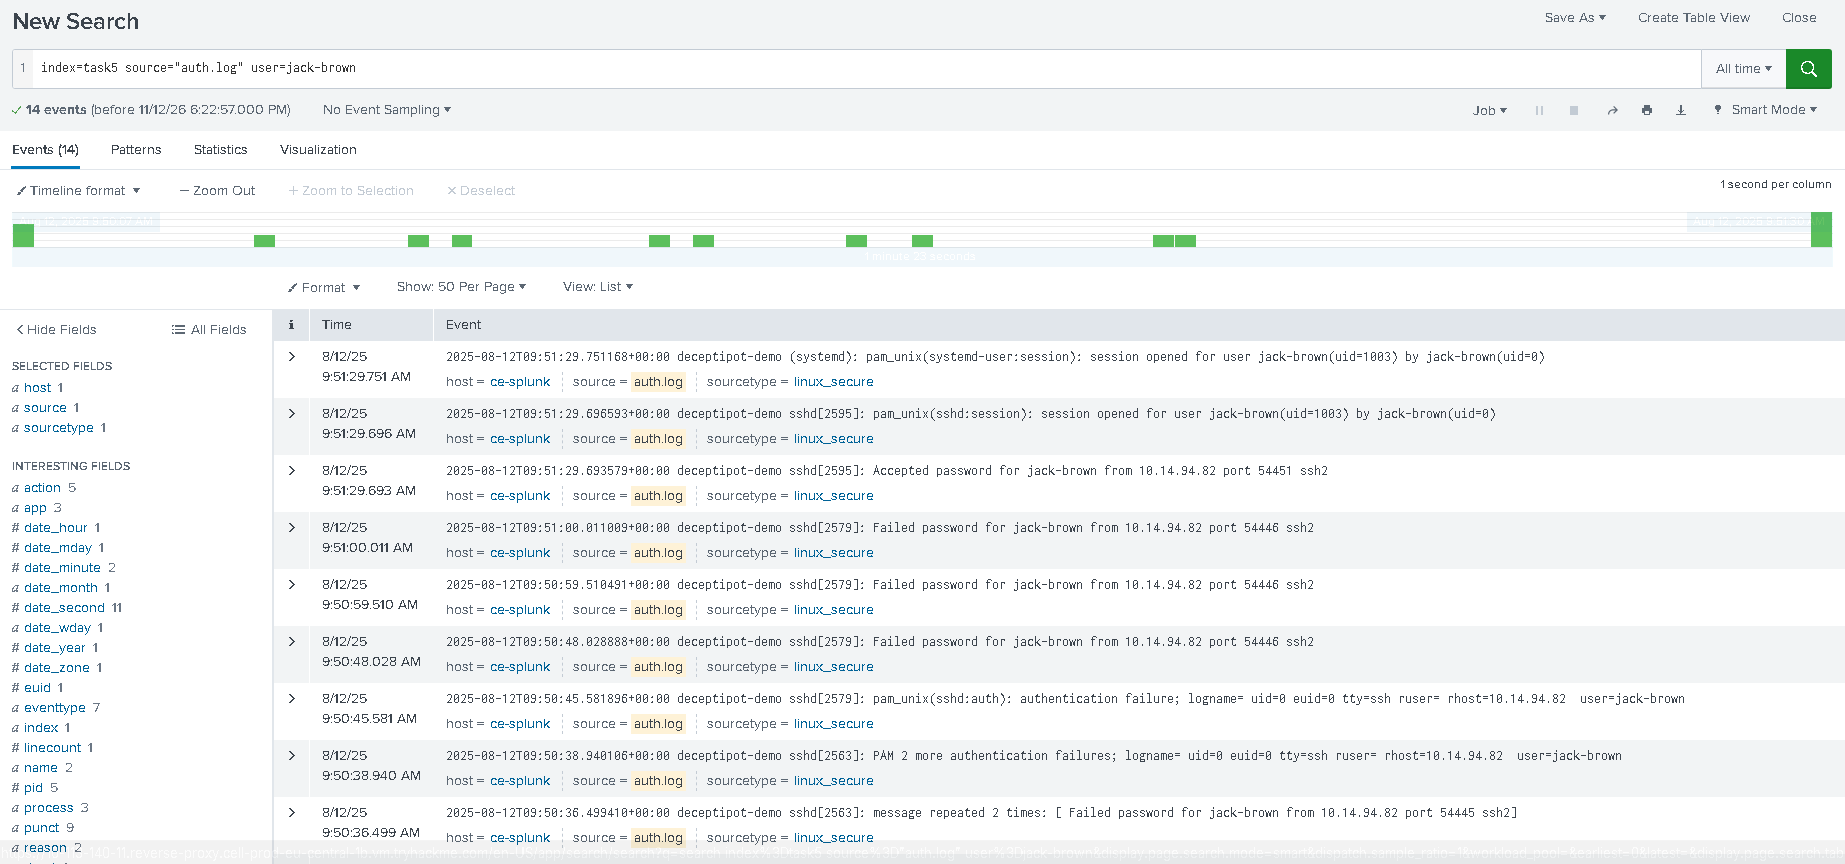 New Search
Save As ▾ Create Table View Close
1 index=task5 source="auth.log" user=jack-brown
All time ▾
✓ 14 events (before 11/12/26 6:22:57.000 PM) No Event Sampling ▾
Job ▾ Smart Mode ▾
Events (14) Patterns Statistics Visualization
Timeline format ▾ — Zoom Out + Zoom to Selection × Deselect
1 second per column
1 minute 23 seconds
Format ▾ Show: 50 Per Page ▾ View: List ▾
< Hide Fields All Fields
SELECTED FIELDS
a host 1
a source 1
a sourcetype 1
INTERESTING FIELDS
a action 5
a app 3
# date_hour 1
# date_mday 1
# date_minute 2
a date_month 1
# date_second 11
a date_wday 1
# date_year 1
# date_zone 1
# euid 1
a eventtype 7
a index 1
# linecount 1
a name 2
# pid 5
a process 3
a punct 9
a reason 2
i Time Event
> 8/12/25 2025-08-12T09:51:29.751168+00:00 deceptipot-demo (systemd): pam_unix(systemd-user:session): session opened for user jack-brown(uid=1003) by jack-brown(uid=0)
9:51:29.751 AM
host = ce-splunk source = auth.log sourcetype = linux_secure
> 8/12/25 2025-08-12T09:51:29.696593+00:00 deceptipot-demo sshd[2595]: pam_unix(sshd:session): session opened for user jack-brown(uid=1003) by jack-brown(uid=0)
9:51:29.696 AM
host = ce-splunk source = auth.log sourcetype = linux_secure
> 8/12/25 2025-08-12T09:51:29.693579+00:00 deceptipot-demo sshd[2595]: Accepted password for jack-brown from 10.14.94.82 port 54451 ssh2
9:51:29.693 AM
host = ce-splunk source = auth.log sourcetype = linux_secure
> 8/12/25 2025-08-12T09:51:00.011009+00:00 deceptipot-demo sshd[2579]: Failed password for jack-brown from 10.14.94.82 port 54446 ssh2
9:51:00.011 AM
host = ce-splunk source = auth.log sourcetype = linux_secure
> 8/12/25 2025-08-12T09:50:59.510491+00:00 deceptipot-demo sshd[2579]: Failed password for jack-brown from 10.14.94.82 port 54446 ssh2
9:50:59.510 AM
host = ce-splunk source = auth.log sourcetype = linux_secure
> 8/12/25 2025-08-12T09:50:48.028888+00:00 deceptipot-demo sshd[2579]: Failed password for jack-brown from 10.14.94.82 port 54446 ssh2
9:50:48.028 AM
host = ce-splunk source = auth.log sourcetype = linux_secure
> 8/12/25 2025-08-12T09:50:45.581896+00:00 deceptipot-demo sshd[2579]: pam_unix(sshd:auth): authentication failure; logname= uid=0 euid=0 tty=ssh ruser= rhost=10.14.94.82 user=jack-brown
9:50:45.581 AM
host = ce-splunk source = auth.log sourcetype = linux_secure
> 8/12/25 2025-08-12T09:50:38.940106+00:00 deceptipot-demo sshd[2563]: PAM 2 more authentication failures; logname= uid=0 euid=0 tty=ssh ruser= rhost=10.14.94.82 user=jack-brown
9:50:38.940 AM
host = ce-splunk source = auth.log sourcetype = linux_secure
> 8/12/25 2025-08-12T09:50:36.499410+00:00 deceptipot-demo sshd[2563]: message repeated 2 times: [ Failed password for jack-brown from 10.14.94.82 port 54445 ssh2]
9:50:36.499 AM
host = ce-splunk source = auth.log sourcetype = linux_secure